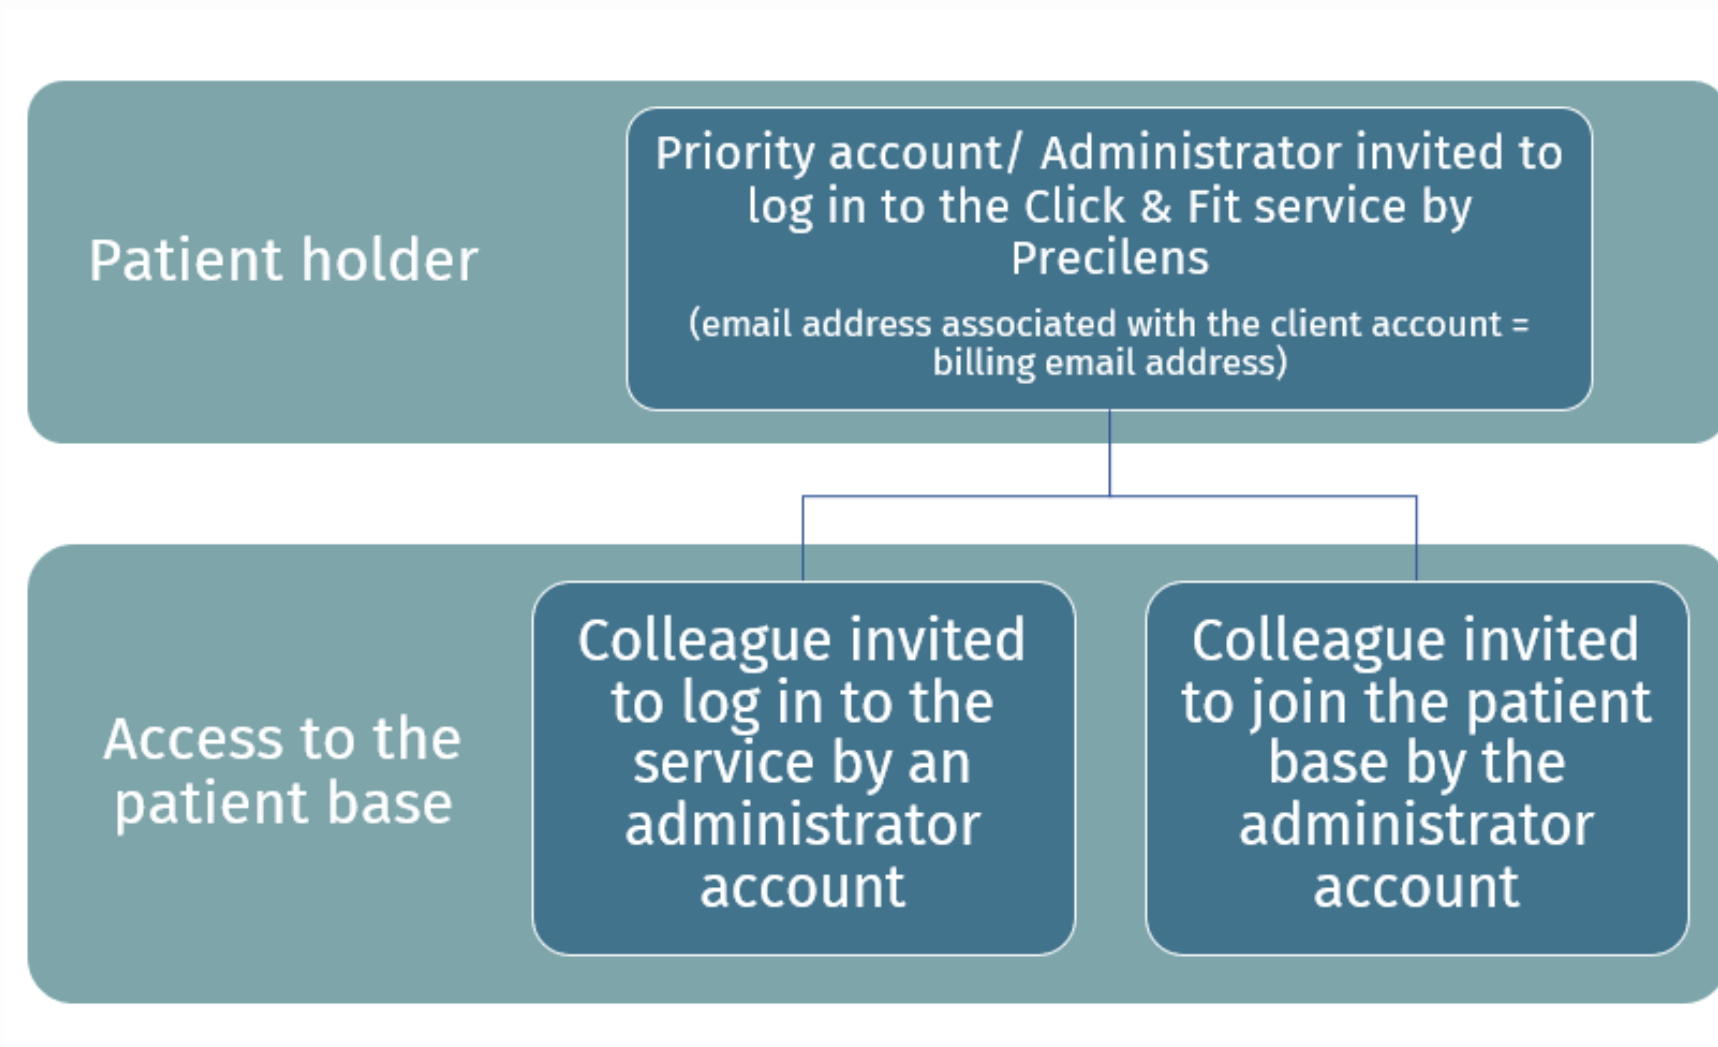 Patient holder
Priority account/ Administrator invited to
log in to the Click & Fit service by
Precilens
(email address associated with the client account =
billing email address)
Access to the
patient base
Colleague invited
to log in to the
service by an
administrator
account
Colleague invited
to join the patient
base by the
administrator
account